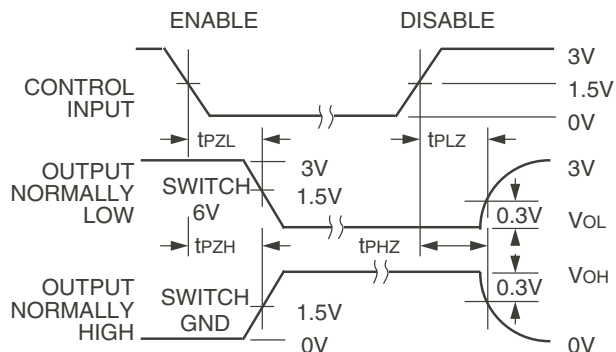 ENABLE DISABLE
CONTROL
INPUT
3V
1.5V
0V
tPZL tPLZ
OUTPUT
NORMALLY
LOW
SWITCH
6V
3V
1.5V
3V
0.3V VOL
tPZH tPHZ
OUTPUT
NORMALLY
HIGH
SWITCH
GND
1.5V
0V
VOH
0.3V
0V